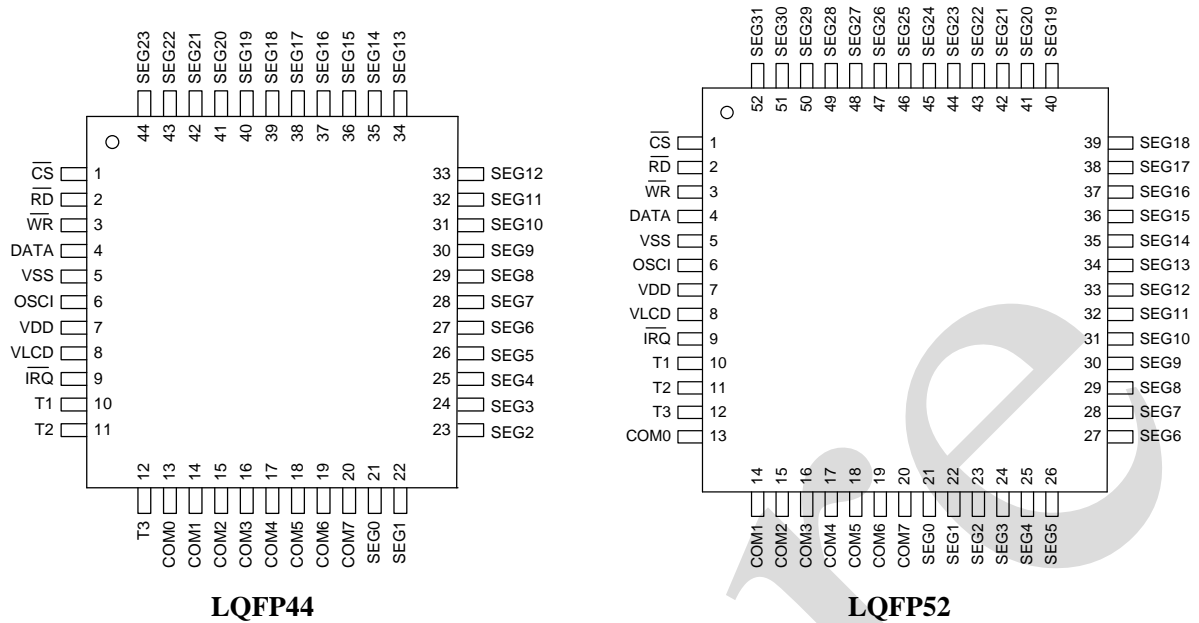 SEG23 SEG22 SEG21 SEG20 SEG19 SEG18 SEG17 SEG16 SEG15 SEG14 SEG13
44 43 42 41 40 39 38 37 36 35 34
CS 1
RD 2
WR 3
DATA 4
VSS 5
OSCI 6
VDD 7
VLCD 8
IRQ 9
T1 10
T2 11
33 SEG12
32 SEG11
31 SEG10
30 SEG9
29 SEG8
28 SEG7
27 SEG6
26 SEG5
25 SEG4
24 SEG3
23 SEG2
12 13 14 15 16 17 18 19 20 21 22
T3 COM0 COM1 COM2 COM3 COM4 COM5 COM6 COM7 SEG0 SEG1
LQFP44
SEG31 SEG30 SEG29 SEG28 SEG27 SEG26 SEG25 SEG24 SEG23 SEG22 SEG21 SEG20 SEG19
52 51 50 49 48 47 46 45 44 43 42 41 40
CS 1
RD 2
WR 3
DATA 4
VSS 5
OSCI 6
VDD 7
VLCD 8
IRQ 9
T1 10
T2 11
T3 12
COM0 13
39 SEG18
38 SEG17
37 SEG16
36 SEG15
35 SEG14
34 SEG13
33 SEG12
32 SEG11
31 SEG10
30 SEG9
29 SEG8
28 SEG7
27 SEG6
14 15 16 17 18 19 20 21 22 23 24 25 26
COM1 COM2 COM3 COM4 COM5 COM6 COM7 SEG0 SEG1 SEG2 SEG3 SEG4 SEG5
LQFP52
re